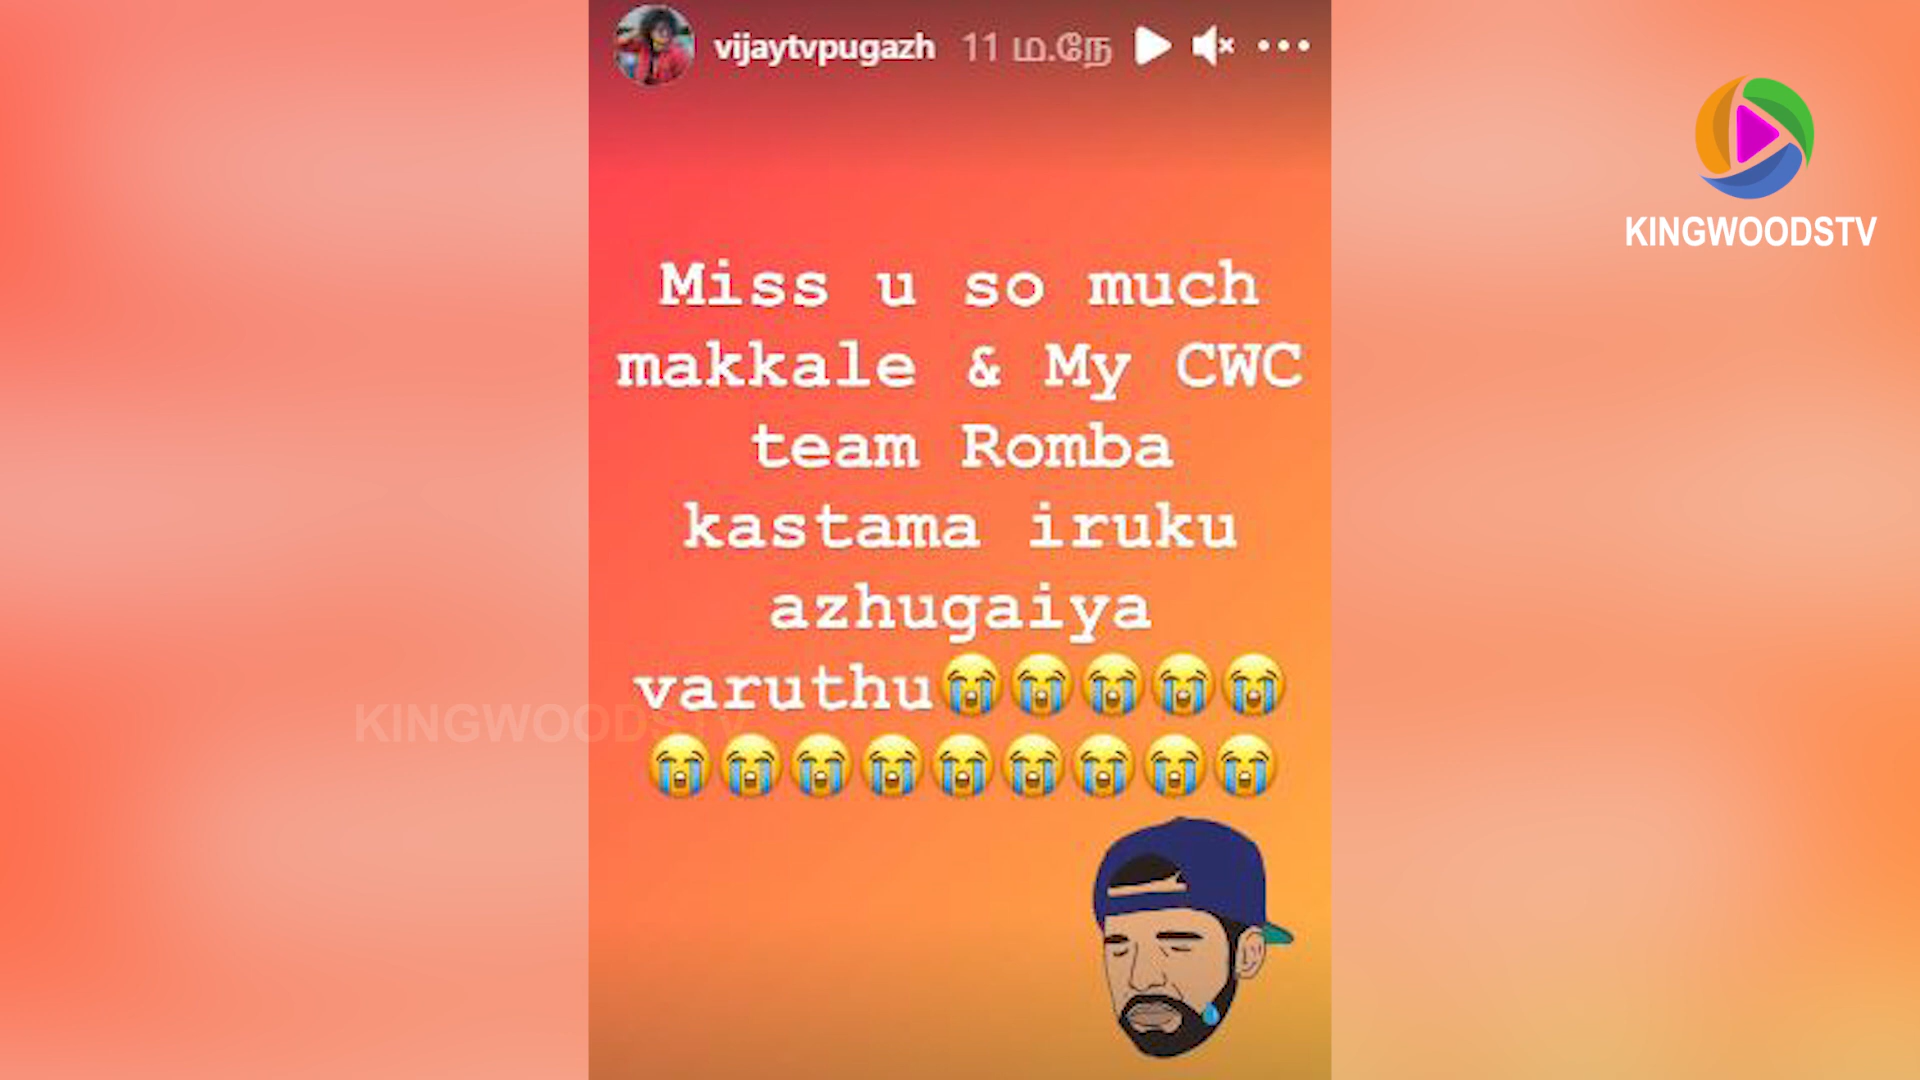 vijaytvpugazh 11 ம.நே
KINGWOODSTV
Miss u so much
makkale & My CWC
team Romba
kastama iruku
azhugaiya
varuthu😭😭😭😭😭
😭😭😭😭😭😭😭😭😭
KINGWOODSTV